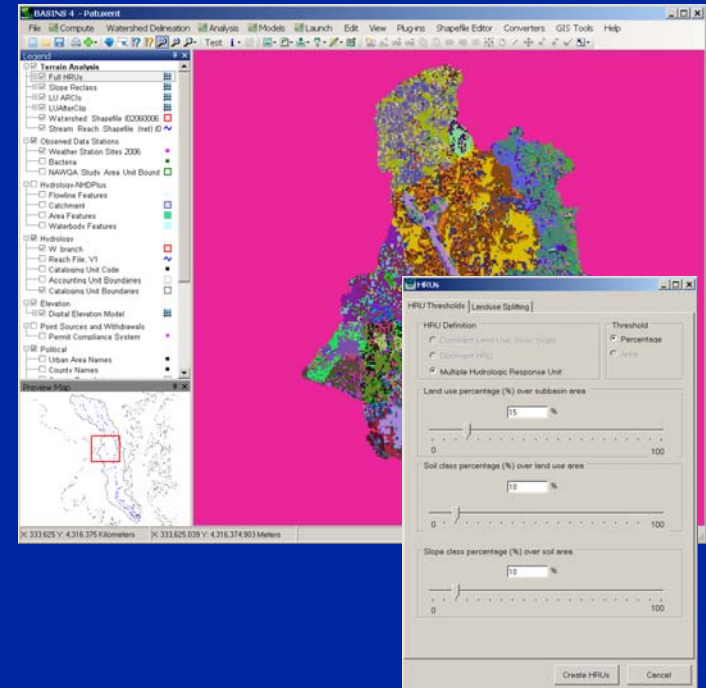 BASINS 4 - Patuxent
File Compute Watershed Delineation Analysis Models Launch Edit View Plug-ins Shapefile Editor Converters GIS Tools Help
Test
Legend
Terrain Analysis
Full HRUs
Slope Reclass
LU ARCIs
LUAfterClip
Watershed Shapefile (02060006
Stream Reach Shapefile (net) (0
Observed Data Stations
Weather Station Sites 2006
Bacteria
NAWQA Study Area Unit Bound
Hydrology-NHDPlus
Flowline Features
Catchment
Area Features
Waterbody Features
Hydrology
W_branch
Reach File, V1
Cataloging Unit Code
Accounting Unit Boundaries
Cataloging Unit Boundaries
Elevation
Digital Elevation Model
Point Sources and Withdrawals
Permit Compliance System
Political
Urban Area Names
County Names
Preview Map
X: 333.625 Y: 4,316.375 Kilometers X: 333,625.039 Y: 4,316,374.903 Meters
HRUs
HRU Thresholds Landuse Splitting
HRU Definition
Dominant Land Use, Soils, Slope
Dominant HRU
Multiple Hydrologic Response Unit
Threshold
Percentage
Area
Land use percentage (%) over subbasin area
15 %
0 100
Soil class percentage (%) over land use area
10 %
0 100
Slope class percentage (%) over soil area
10 %
0 100
Create HRUs Cancel